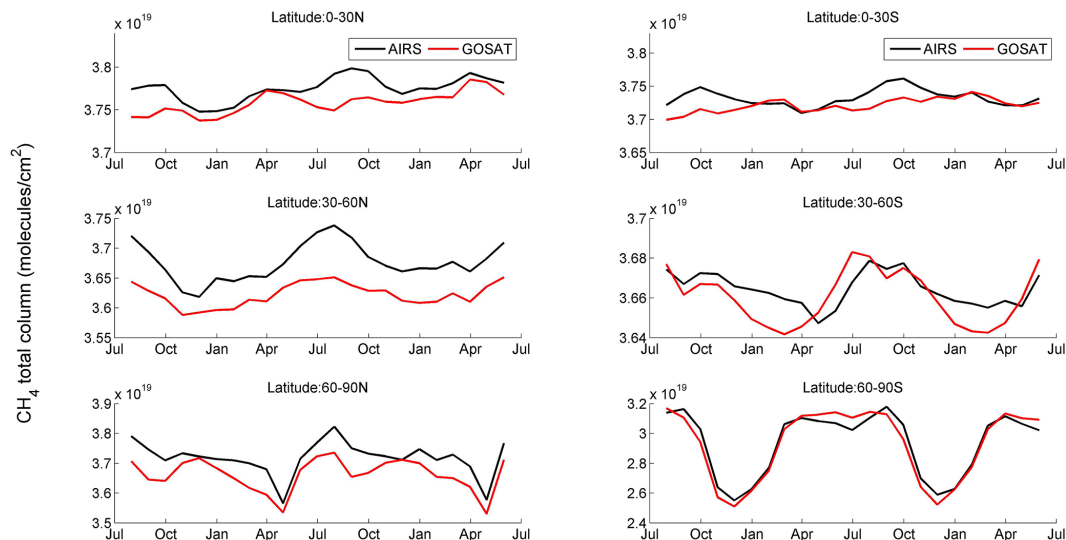 CH4 total column (molecules/cm2)
x 10^19
Latitude:0-30N
AIRS GOSAT
3.8
3.75
3.7
Jul Oct Jan Apr Jul Oct Jan Apr Jul
x 10^19
Latitude:0-30S
AIRS GOSAT
3.8
3.75
3.7
3.65
Jul Oct Jan Apr Jul Oct Jan Apr Jul
x 10^19
Latitude:30-60N
3.75
3.7
3.65
3.6
3.55
Jul Oct Jan Apr Jul Oct Jan Apr Jul
x 10^19
Latitude:30-60S
3.7
3.68
3.66
3.64
Jul Oct Jan Apr Jul Oct Jan Apr Jul
x 10^19
Latitude:60-90N
3.9
3.8
3.7
3.6
3.5
Jul Oct Jan Apr Jul Oct Jan Apr Jul
x 10^19
Latitude:60-90S
3.2
3
2.8
2.6
2.4
Jul Oct Jan Apr Jul Oct Jan Apr Jul